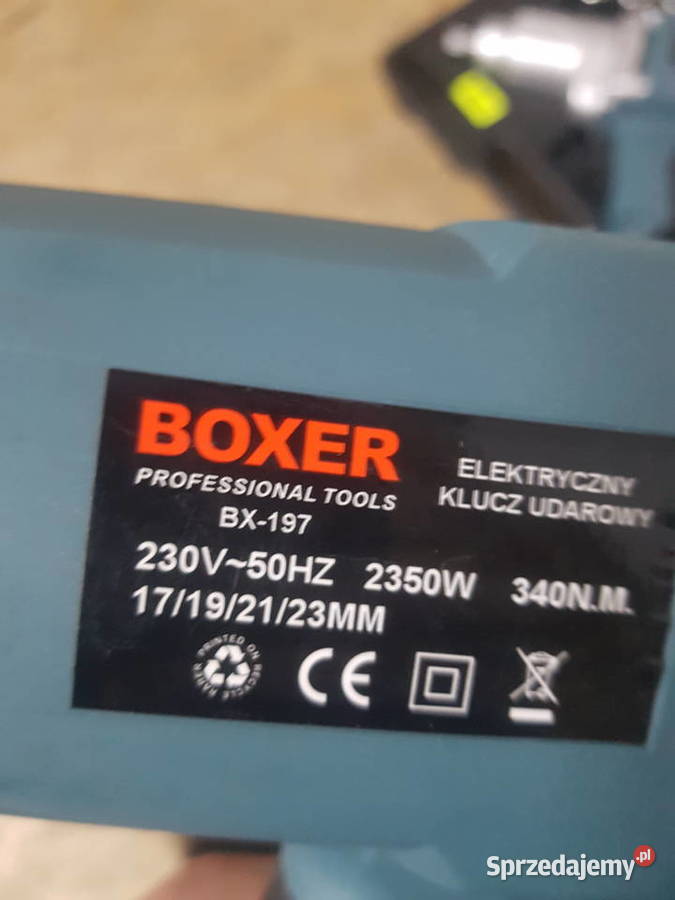 BOXER
PROFESSIONAL TOOLS
BX-197
ELEKTRYCZNY
KLUCZ UDAROWY
230V~50HZ 2350W 340N.M.
17/19/21/23MM
PRINTED ON
RECYCLE PAPER
CE
Sprzedajemy.pl